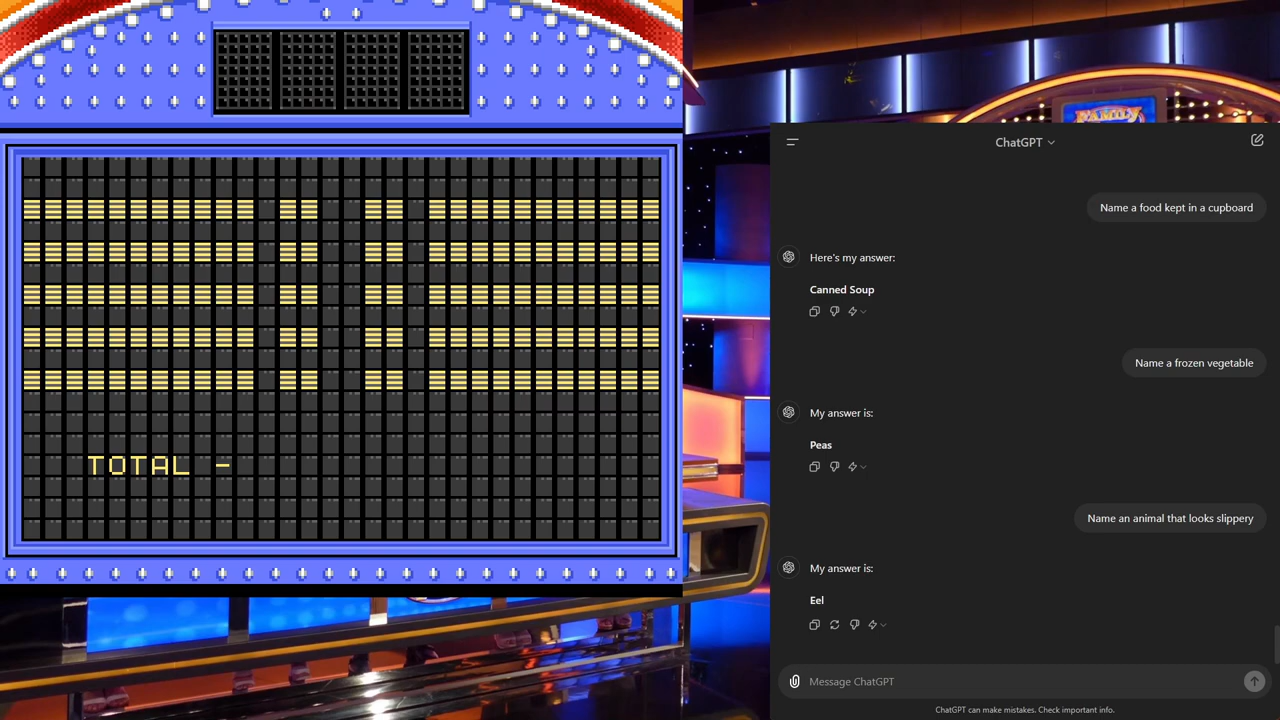 TOTAL -
FAMILY
ChatGPT
Name a food kept in a cupboard
Here's my answer:
Canned Soup
Name a frozen vegetable
My answer is:
Peas
Name an animal that looks slippery
My answer is:
Eel
Message ChatGPT
ChatGPT can make mistakes. Check important info.